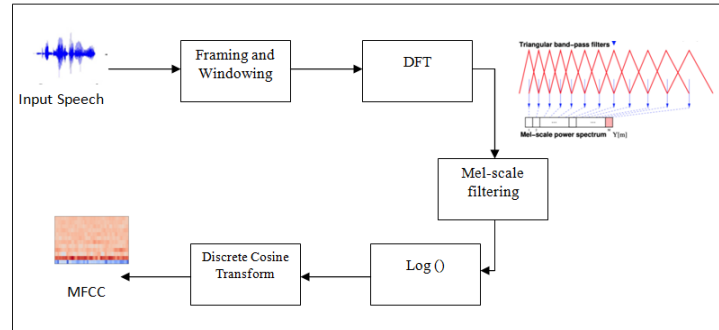 Input Speech
Framing and
Windowing
DFT
Triangular band-pass filters
...
...
Mel-scale power spectrum
Y[m]
Mel-scale
filtering
Log ()
Discrete Cosine
Transform
MFCC